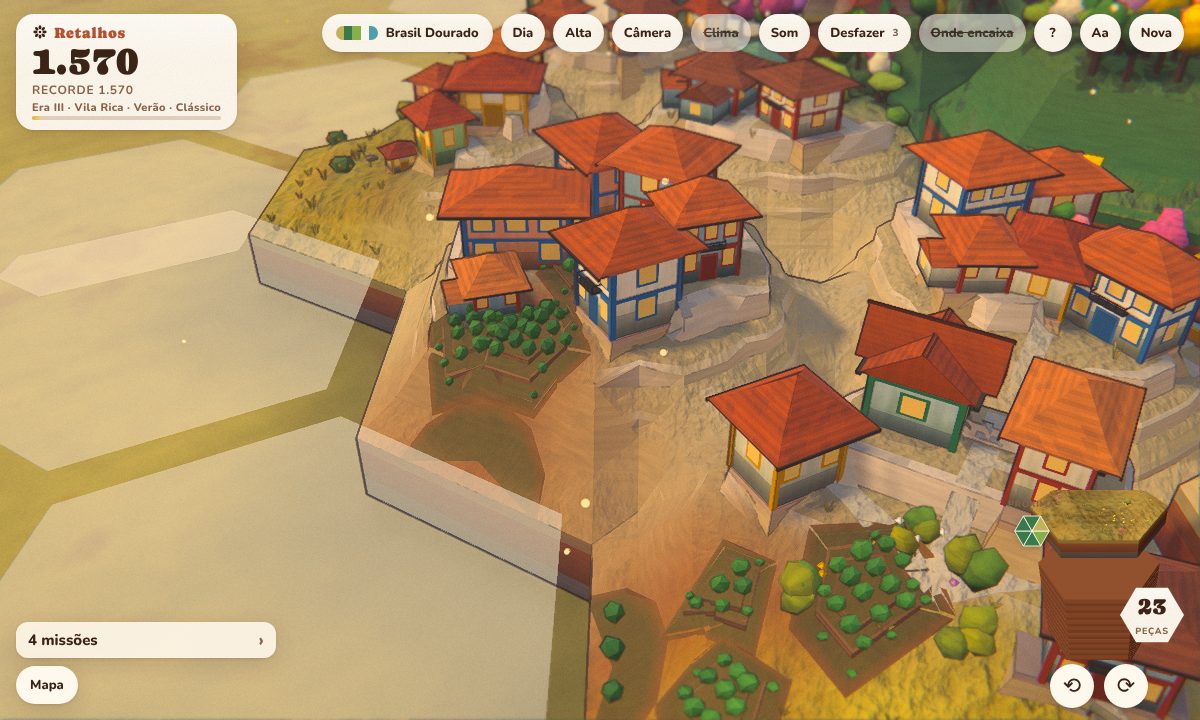 Retalhos
1.570
RECORDE 1.570
Era III · Vila Rica · Verão · Clássico
Brasil Dourado
Dia
Alta
Câmera
Clima
Som
Desfazer 3
Onde encaixa
?
Aa
Nova
4 missões ›
Mapa
23
PEÇAS